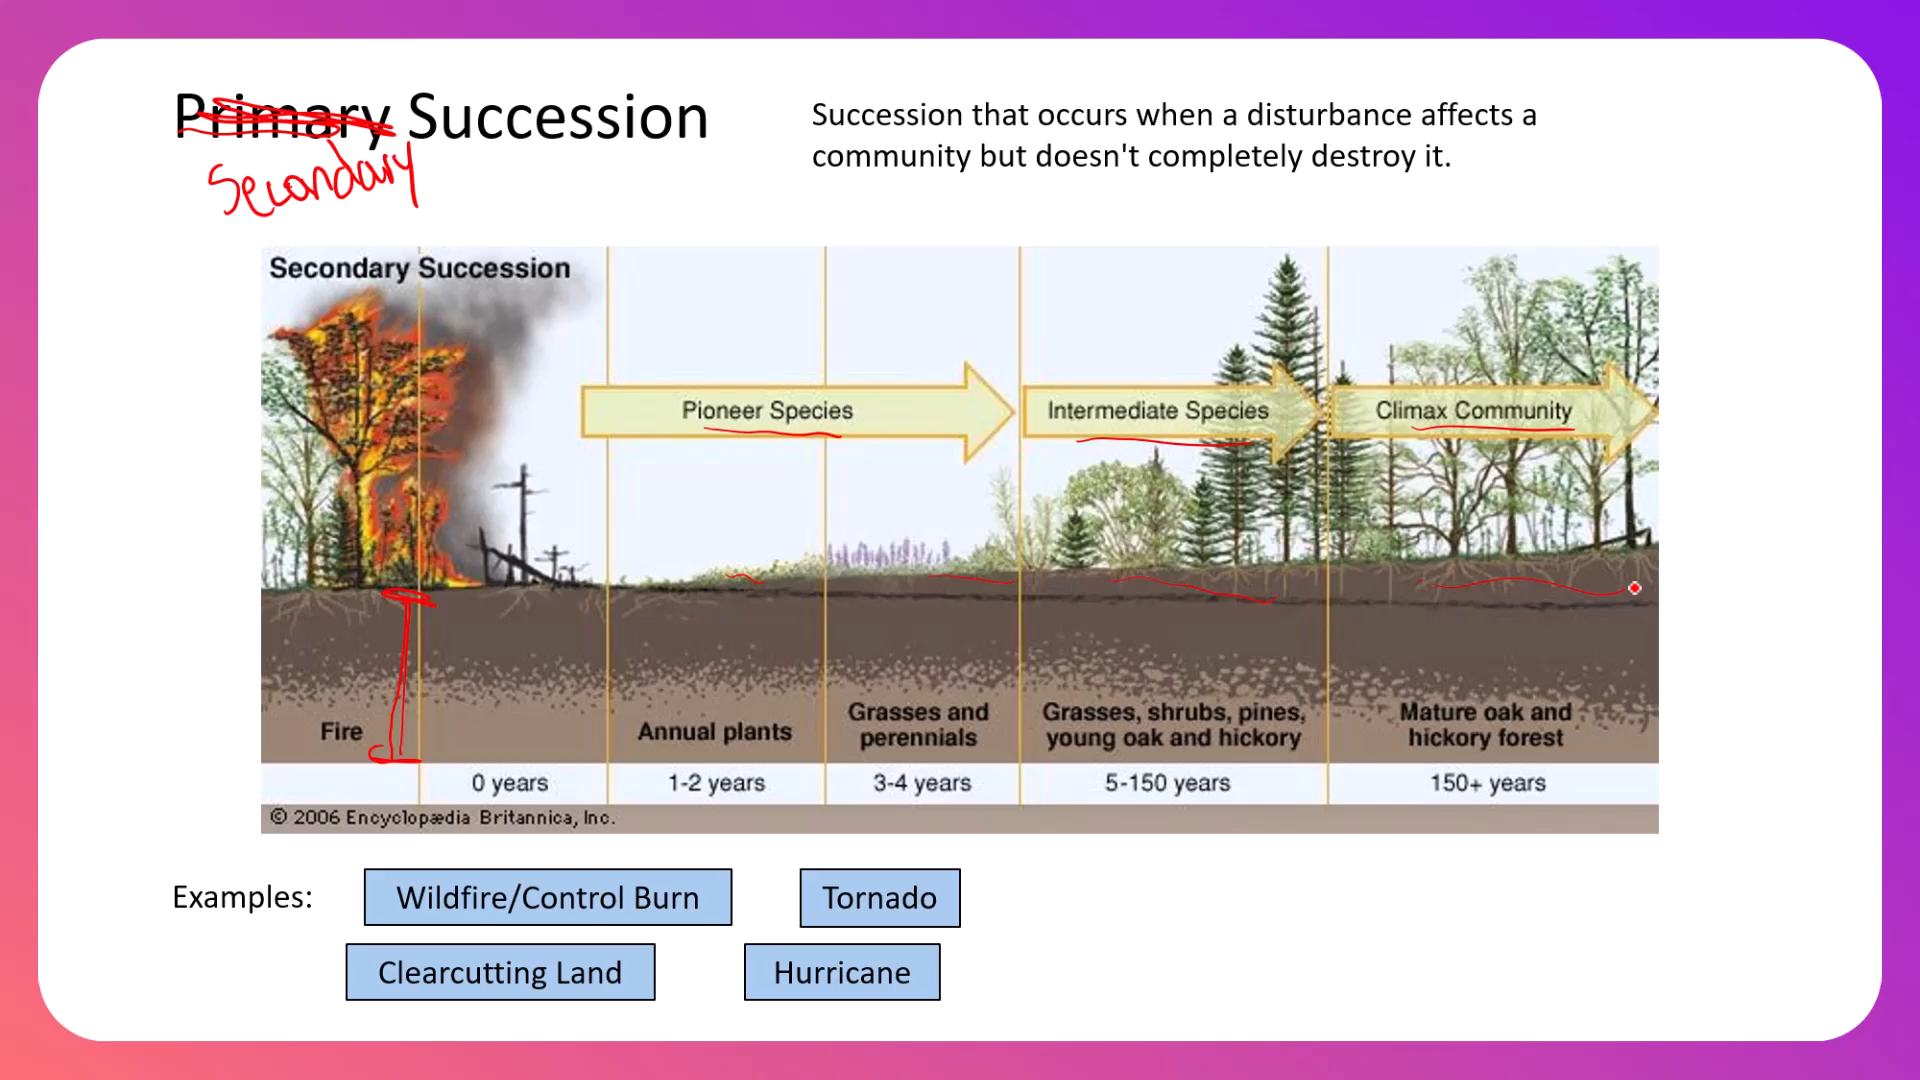 Primary Succession
Secondary
Succession that occurs when a disturbance affects a
community but doesn't completely destroy it.
Secondary Succession
Pioneer Species
Intermediate Species
Climax Community
Fire
Annual plants
Grasses and
perennials
Grasses, shrubs, pines,
young oak and hickory
Mature oak and
hickory forest
0 years
1-2 years
3-4 years
5-150 years
150+ years
© 2006 Encyclopædia Britannica, Inc.
Examples:
Wildfire/Control Burn
Tornado
Clearcutting Land
Hurricane